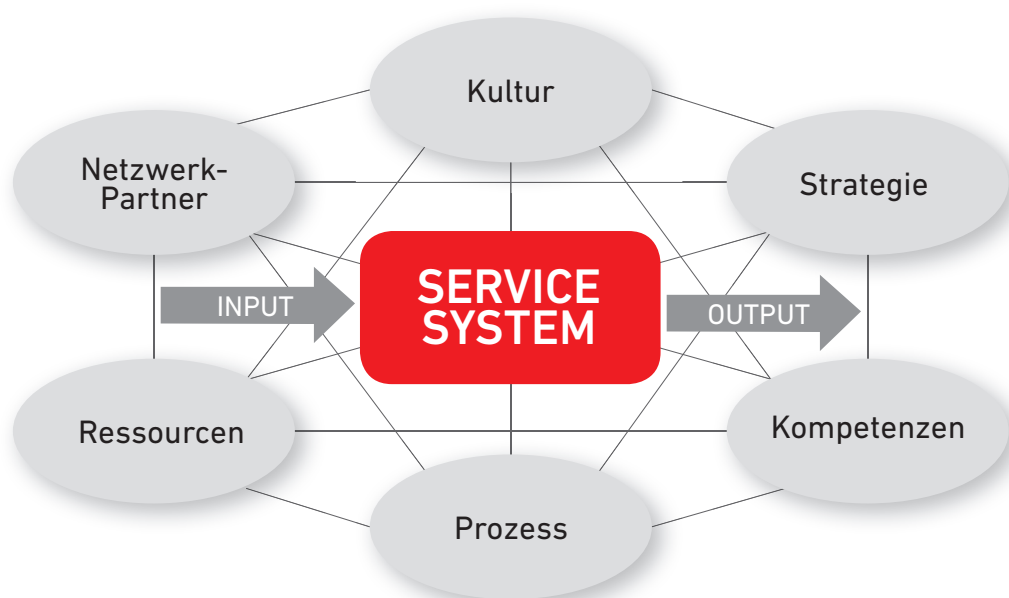 Kultur
Netzwerk-
Partner
Strategie
INPUT
SERVICE
SYSTEM
OUTPUT
Ressourcen
Kompetenzen
Prozess